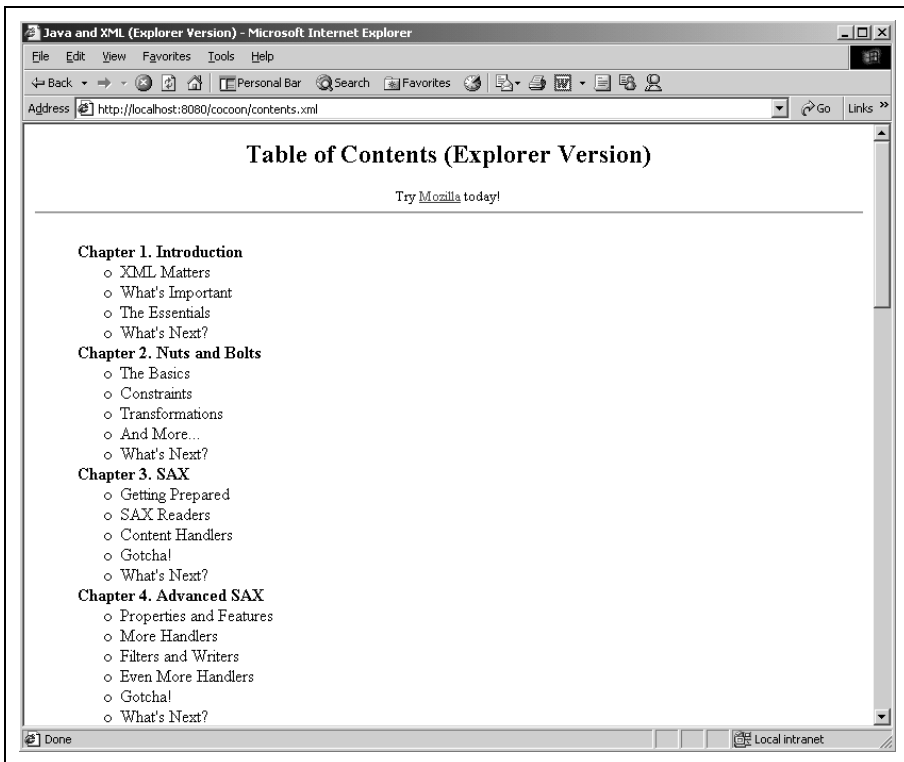 Java and XML (Explorer Version) - Microsoft Internet Explorer
File Edit View Favorites Tools Help
Back Personal Bar Search Favorites
Address http://localhost:8080/cocoon/contents.xml Go Links »
Table of Contents (Explorer Version)
Try Mozilla today!
Chapter 1. Introduction
o XML Matters
o What's Important
o The Essentials
o What's Next?
Chapter 2. Nuts and Bolts
o The Basics
o Constraints
o Transformations
o And More...
o What's Next?
Chapter 3. SAX
o Getting Prepared
o SAX Readers
o Content Handlers
o Gotcha!
o What's Next?
Chapter 4. Advanced SAX
o Properties and Features
o More Handlers
o Filters and Writers
o Even More Handlers
o Gotcha!
o What's Next?
Done Local intranet